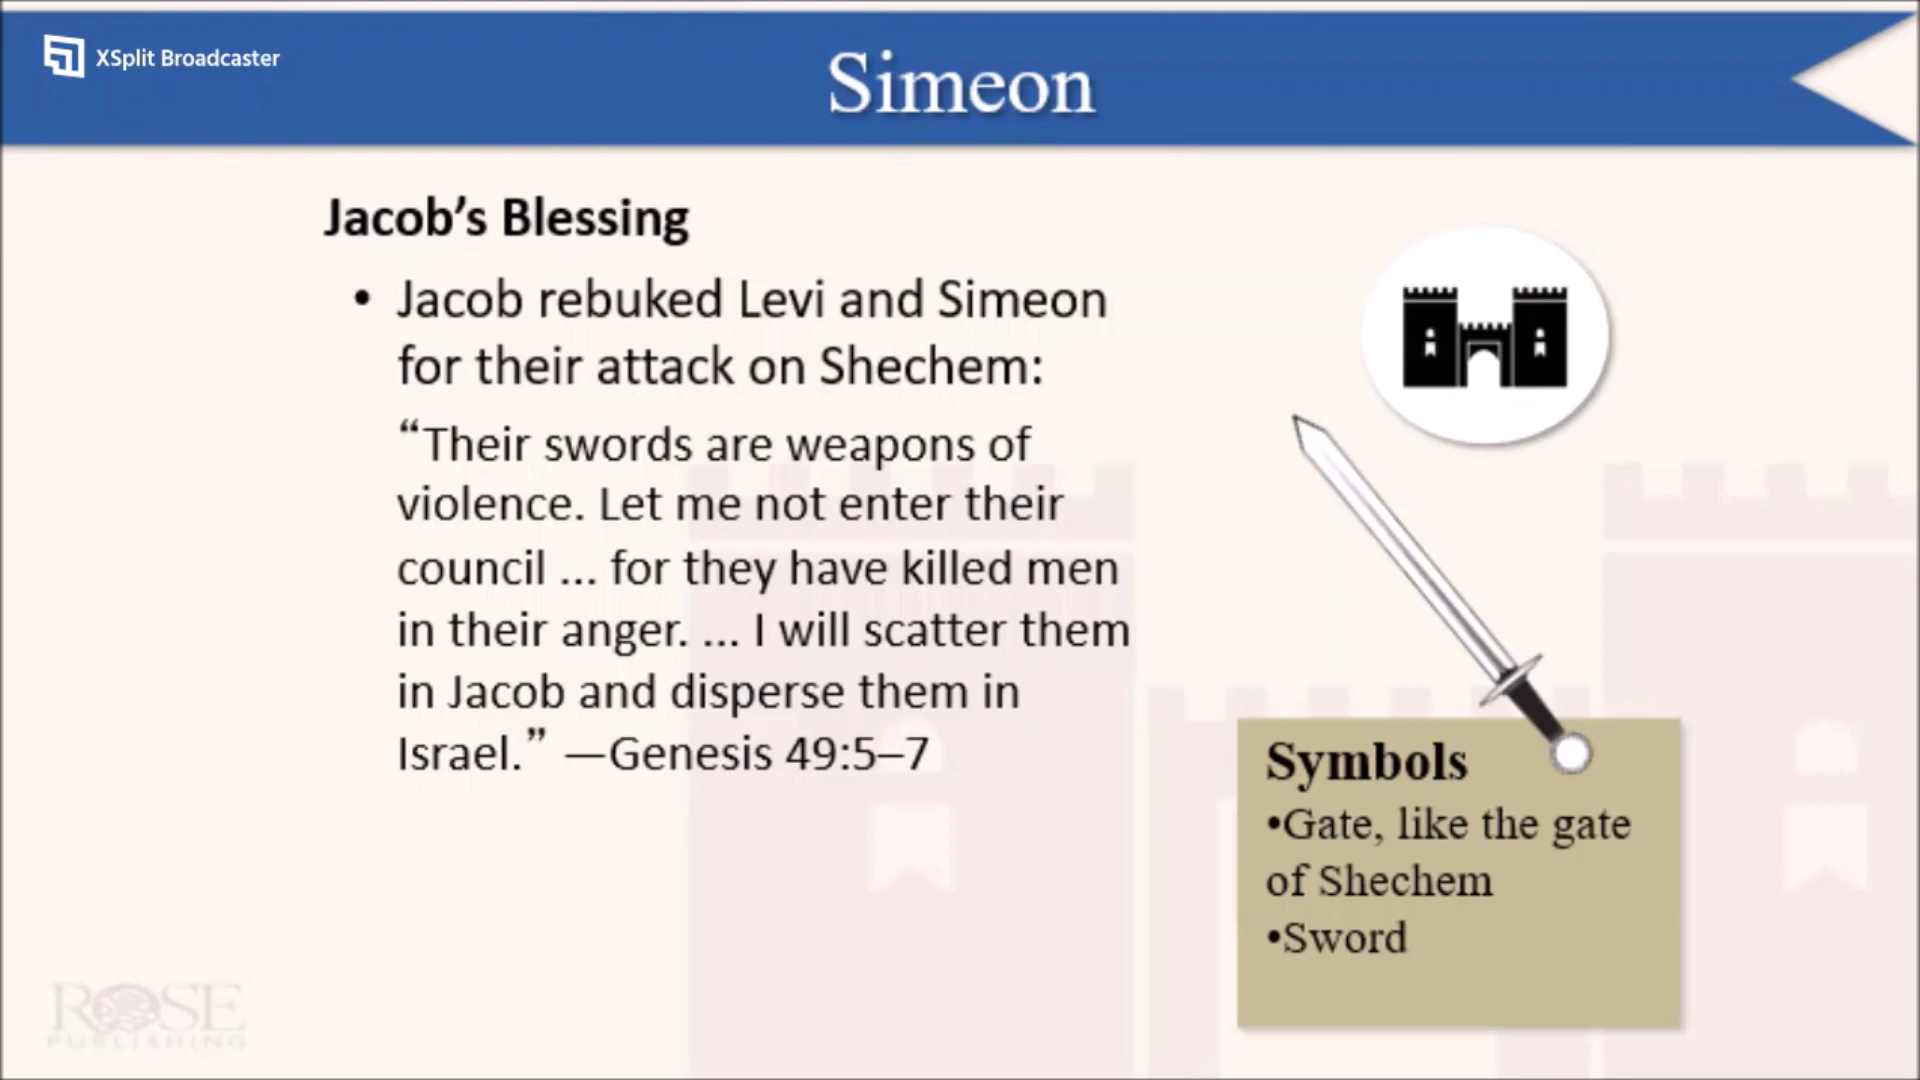 XSplit Broadcaster
Simeon
Jacob’s Blessing
• Jacob rebuked Levi and Simeon
for their attack on Shechem:
“Their swords are weapons of
violence. Let me not enter their
council ... for they have killed men
in their anger. ... I will scatter them
in Jacob and disperse them in
Israel.” —Genesis 49:5–7
Symbols
•Gate, like the gate
of Shechem
•Sword
ROSE
PUBLISHING